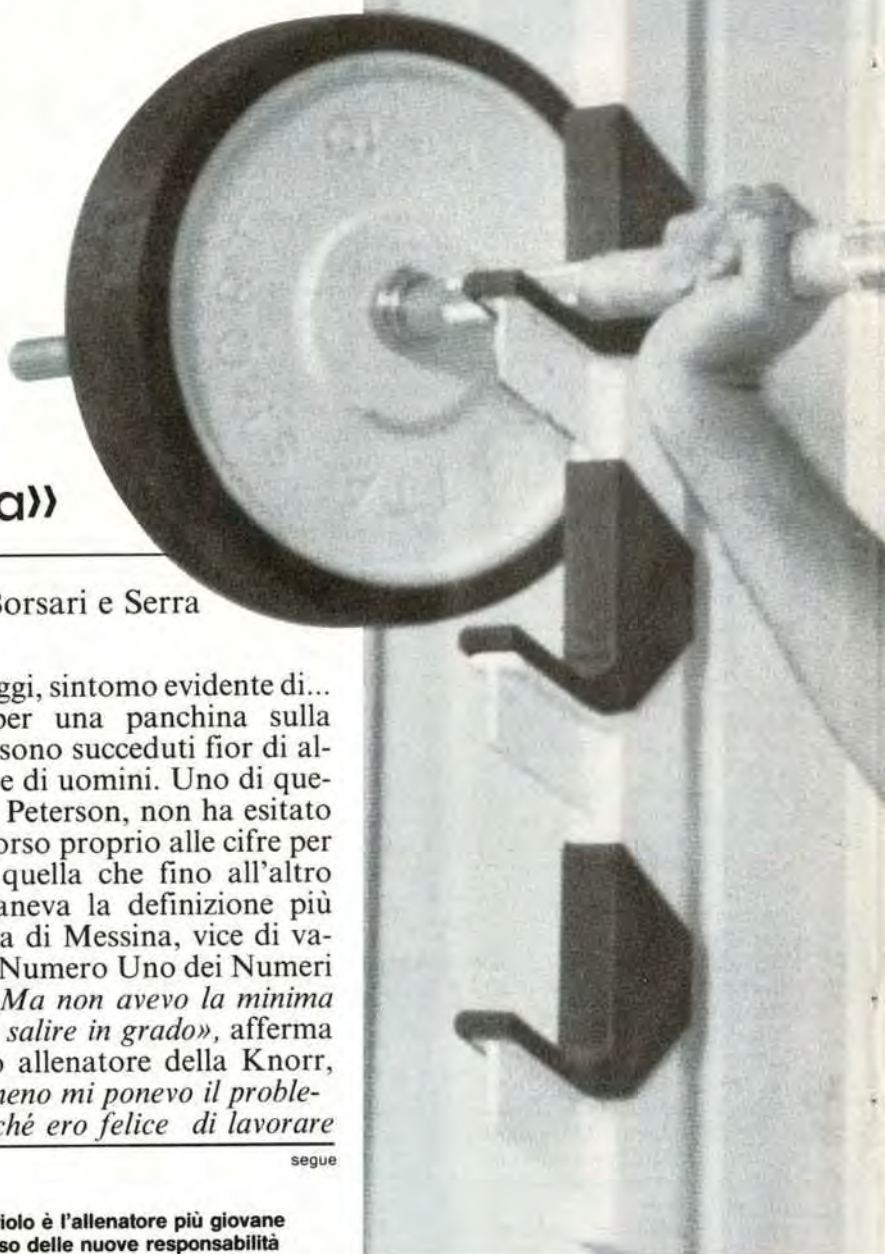 a»
Borsari e Serra
ggi, sintomo evidente di...
per una panchina sulla
sono succeduti fior di al-
e di uomini. Uno di que-
Peterson, non ha esitato
orso proprio alle cifre per
quella che fino all'altro
aneva la definizione più
a di Messina, vice di va-
Numero Uno dei Numeri
Ma non avevo la minima
salire in grado», afferma
o allenatore della Knorr,
neno mi ponevo il proble-
ché ero felice di lavorare
segue
iolo è l'allenatore più giovane
so delle nuove responsabilità